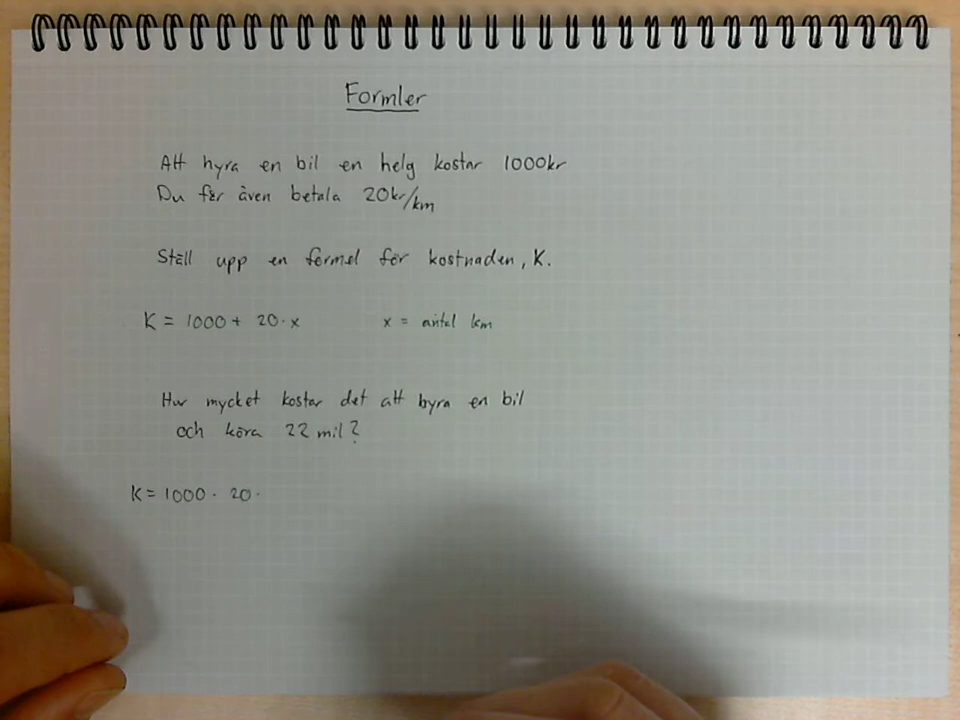 Formler
Att hyra en bil en helg kostar 1000kr
Du får även betala 20kr/km
Ställ upp en formel för kostnaden, K.
K = 1000 + 20 · x x = antal km
Hur mycket kostar det att hyra en bil
och köra 22 mil?
K = 1000 · 20 ·